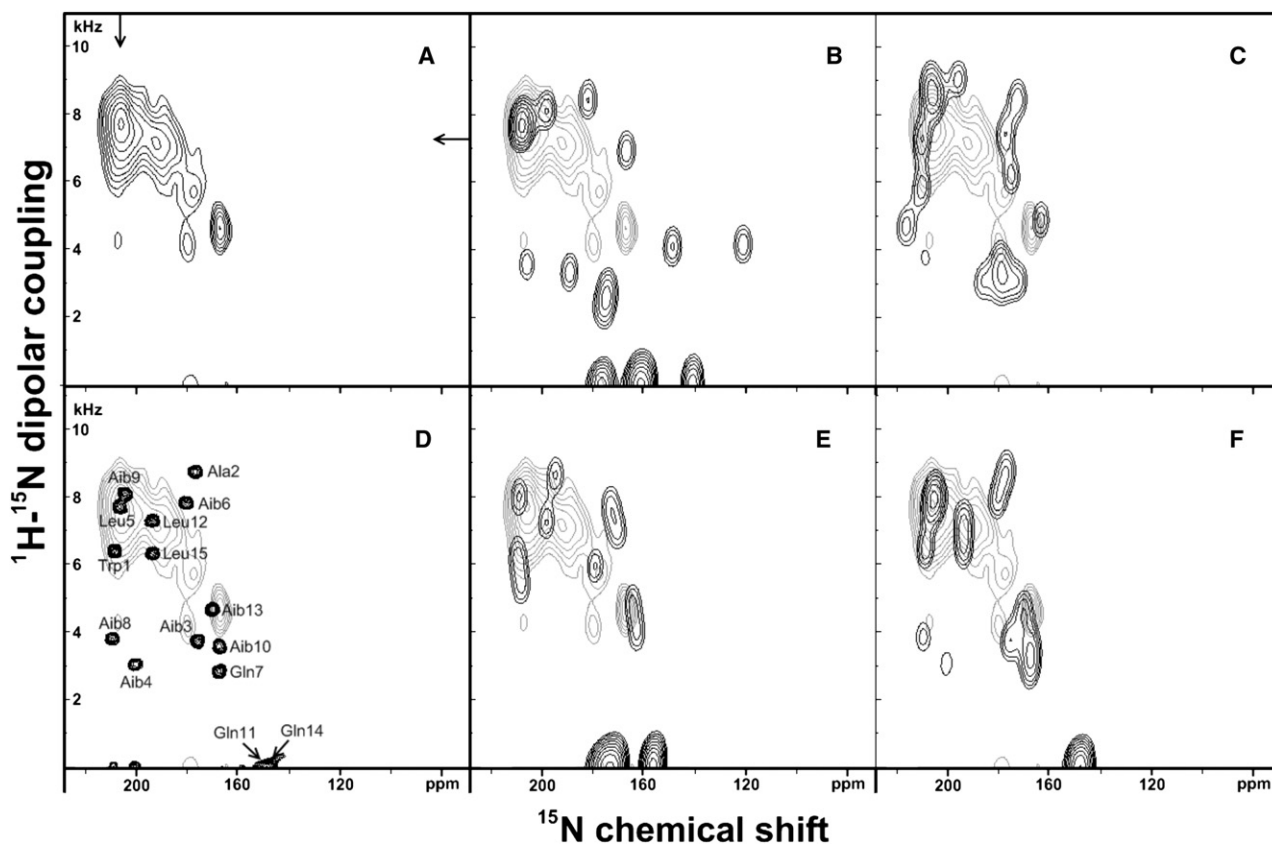 kHz
10
8
6
4
2
A
B
C
kHz
10
8
6
4
2
D
E
F
Ala2
Aib9
Aib6
Leu5
Leu12
Trp1
Leu15
Aib13
Aib8
Aib3
Aib10
Aib4
Gln7
Gln11
Gln14
200 160 120 ppm
200 160 120 ppm
200 160 120 ppm
¹H-¹⁵N dipolar coupling
¹⁵N chemical shift